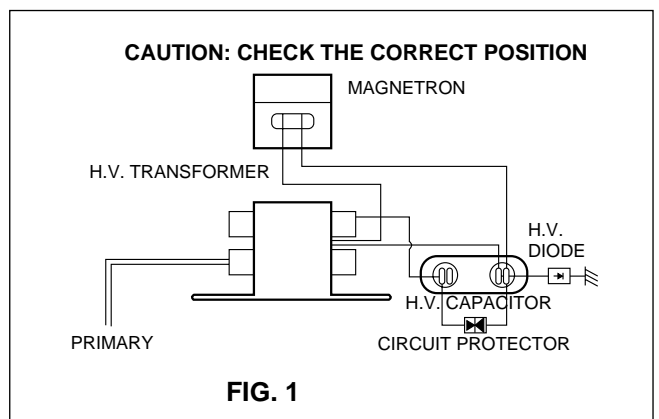 CAUTION: CHECK THE CORRECT POSITION
MAGNETRON
H.V. TRANSFORMER
H.V.
DIODE
H.V. CAPACITOR
PRIMARY
CIRCUIT PROTECTOR
FIG. 1